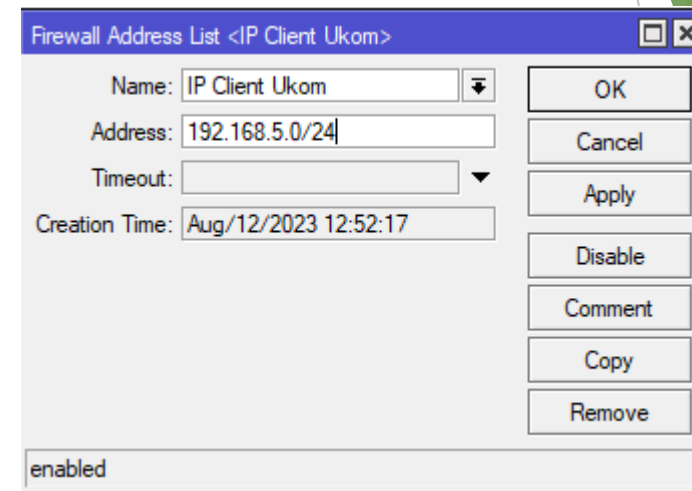 Firewall Address List <IP Client Ukom>
Name: IP Client Ukom
OK
Address: 192.168.5.0/24
Cancel
Timeout:
Apply
Creation Time: Aug/12/2023 12:52:17
Disable
Comment
Copy
Remove
enabled